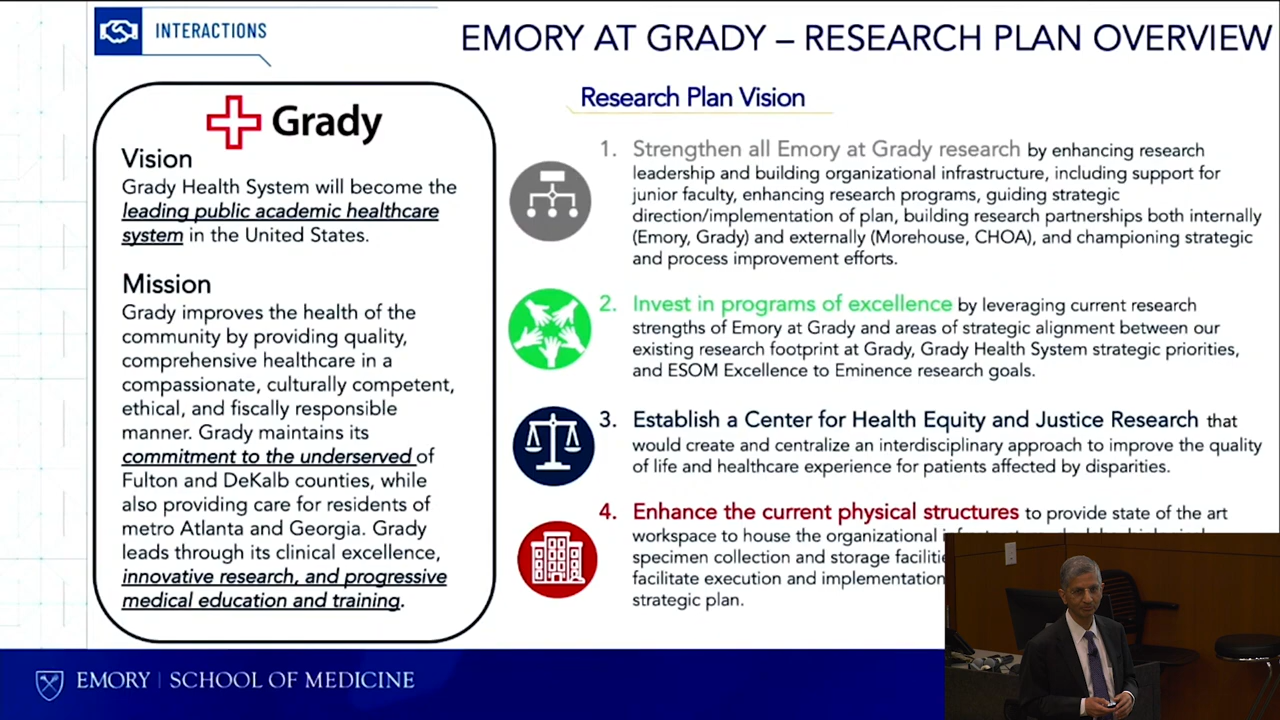 INTERACTIONS
EMORY AT GRADY – RESEARCH PLAN OVERVIEW
Grady
Vision
Grady Health System will become the
leading public academic healthcare
system in the United States.
Mission
Grady improves the health of the
community by providing quality,
comprehensive healthcare in a
compassionate, culturally competent,
ethical, and fiscally responsible
manner. Grady maintains its
commitment to the underserved of
Fulton and DeKalb counties, while
also providing care for residents of
metro Atlanta and Georgia. Grady
leads through its clinical excellence,
innovative research, and progressive
medical education and training.
Research Plan Vision
1. Strengthen all Emory at Grady research by enhancing research
leadership and building organizational infrastructure, including support for
junior faculty, enhancing research programs, guiding strategic
direction/implementation of plan, building research partnerships both internally
(Emory, Grady) and externally (Morehouse, CHOA), and championing strategic
and process improvement efforts.
2. Invest in programs of excellence by leveraging current research
strengths of Emory at Grady and areas of strategic alignment between our
existing research footprint at Grady, Grady Health System strategic priorities,
and ESOM Excellence to Eminence research goals.
3. Establish a Center for Health Equity and Justice Research that
would create and centralize an interdisciplinary approach to improve the quality
of life and healthcare experience for patients affected by disparities.
4. Enhance the current physical structures to provide state of the art
workspace to house the organizational
specimen collection and storage
facilitate execution and implementation
strategic plan.
EMORY | SCHOOL OF MEDICINE